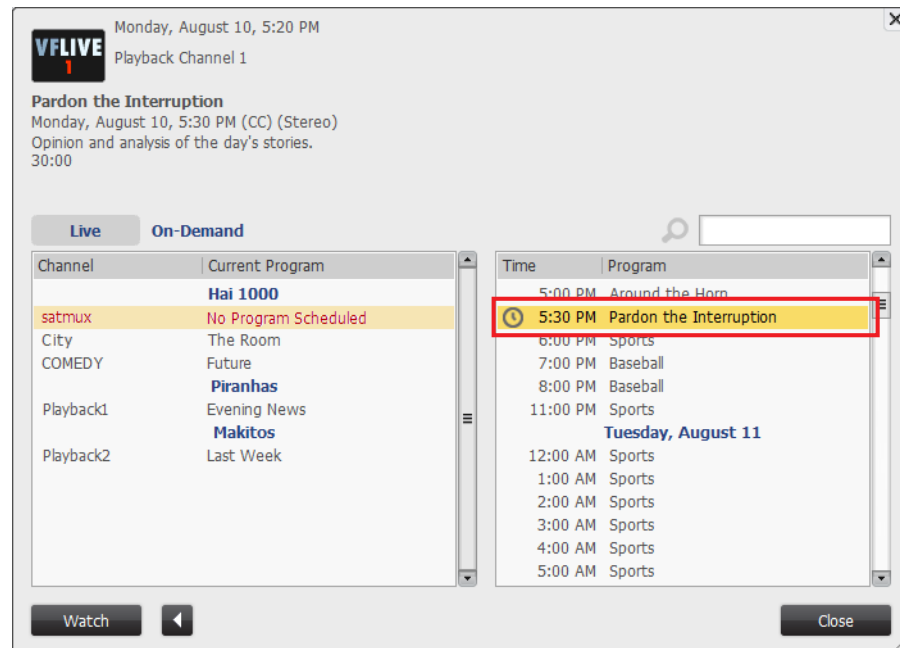 Monday, August 10, 5:20 PM
VFLIVE
1
Playback Channel 1
Pardon the Interruption
Monday, August 10, 5:30 PM (CC) (Stereo)
Opinion and analysis of the day's stories.
30:00
Live On-Demand
Channel Current Program
Hai 1000
satmux No Program Scheduled
City The Room
COMEDY Future
Piranhas
Playback1 Evening News
Makitos
Playback2 Last Week
Time Program
5:00 PM Around the Horn
5:30 PM Pardon the Interruption
6:00 PM Sports
7:00 PM Baseball
8:00 PM Baseball
11:00 PM Sports
Tuesday, August 11
12:00 AM Sports
1:00 AM Sports
2:00 AM Sports
3:00 AM Sports
4:00 AM Sports
5:00 AM Sports
Watch
Close